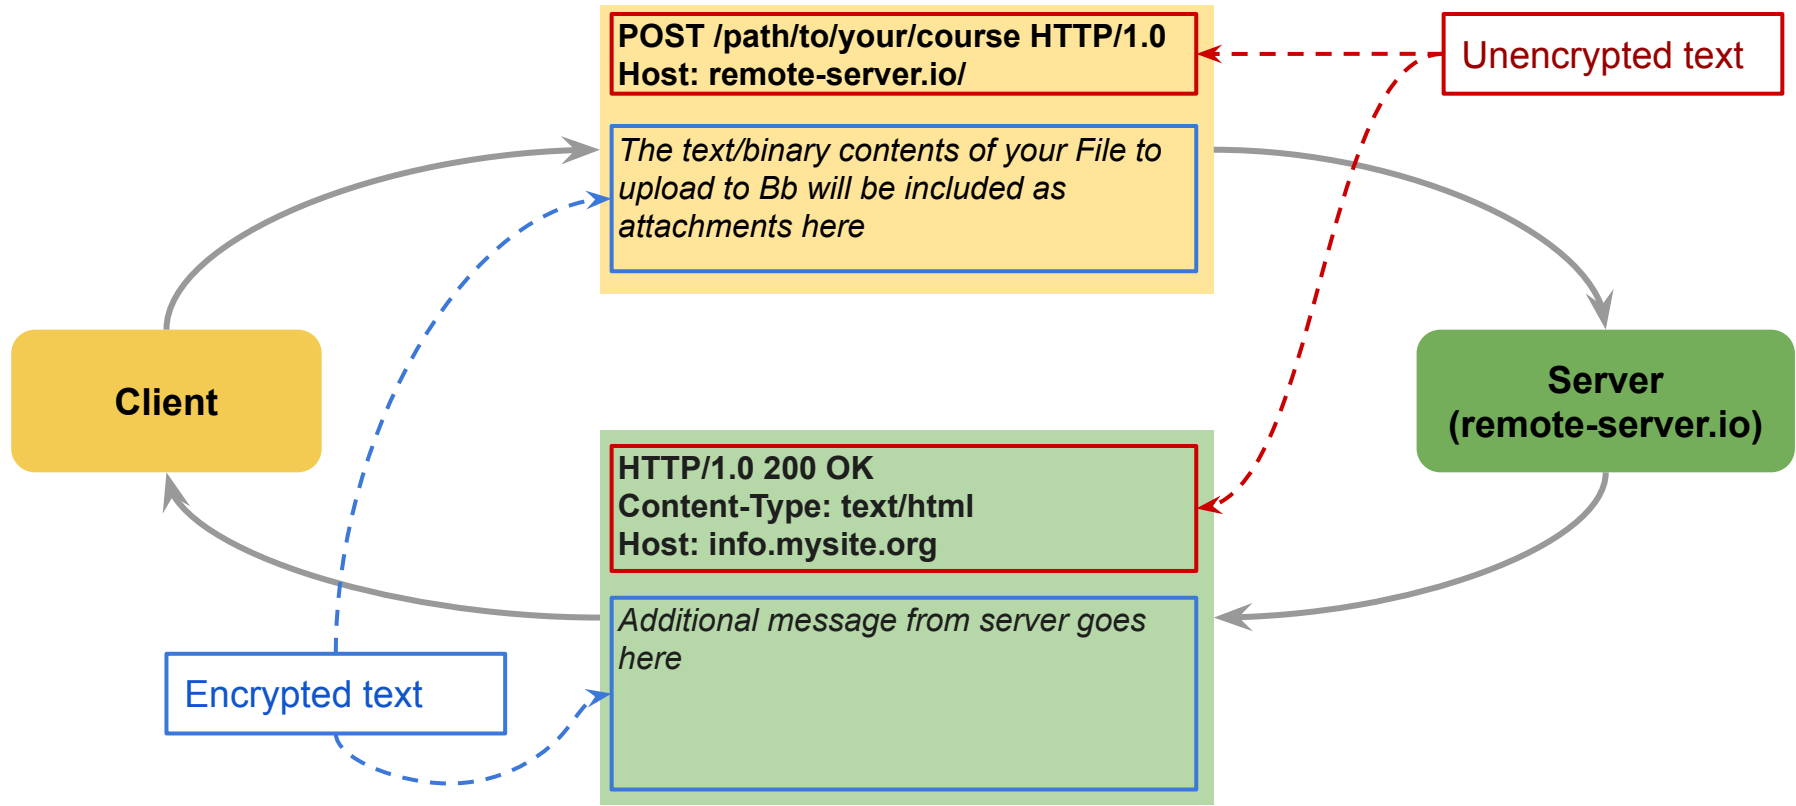 POST /path/to/your/course HTTP/1.0
Host: remote-server.io/
Unencrypted text
The text/binary contents of your File to
upload to Bb will be included as
attachments here
Client
Server
(remote-server.io)
HTTP/1.0 200 OK
Content-Type: text/html
Host: info.mysite.org
Additional message from server goes
here
Encrypted text